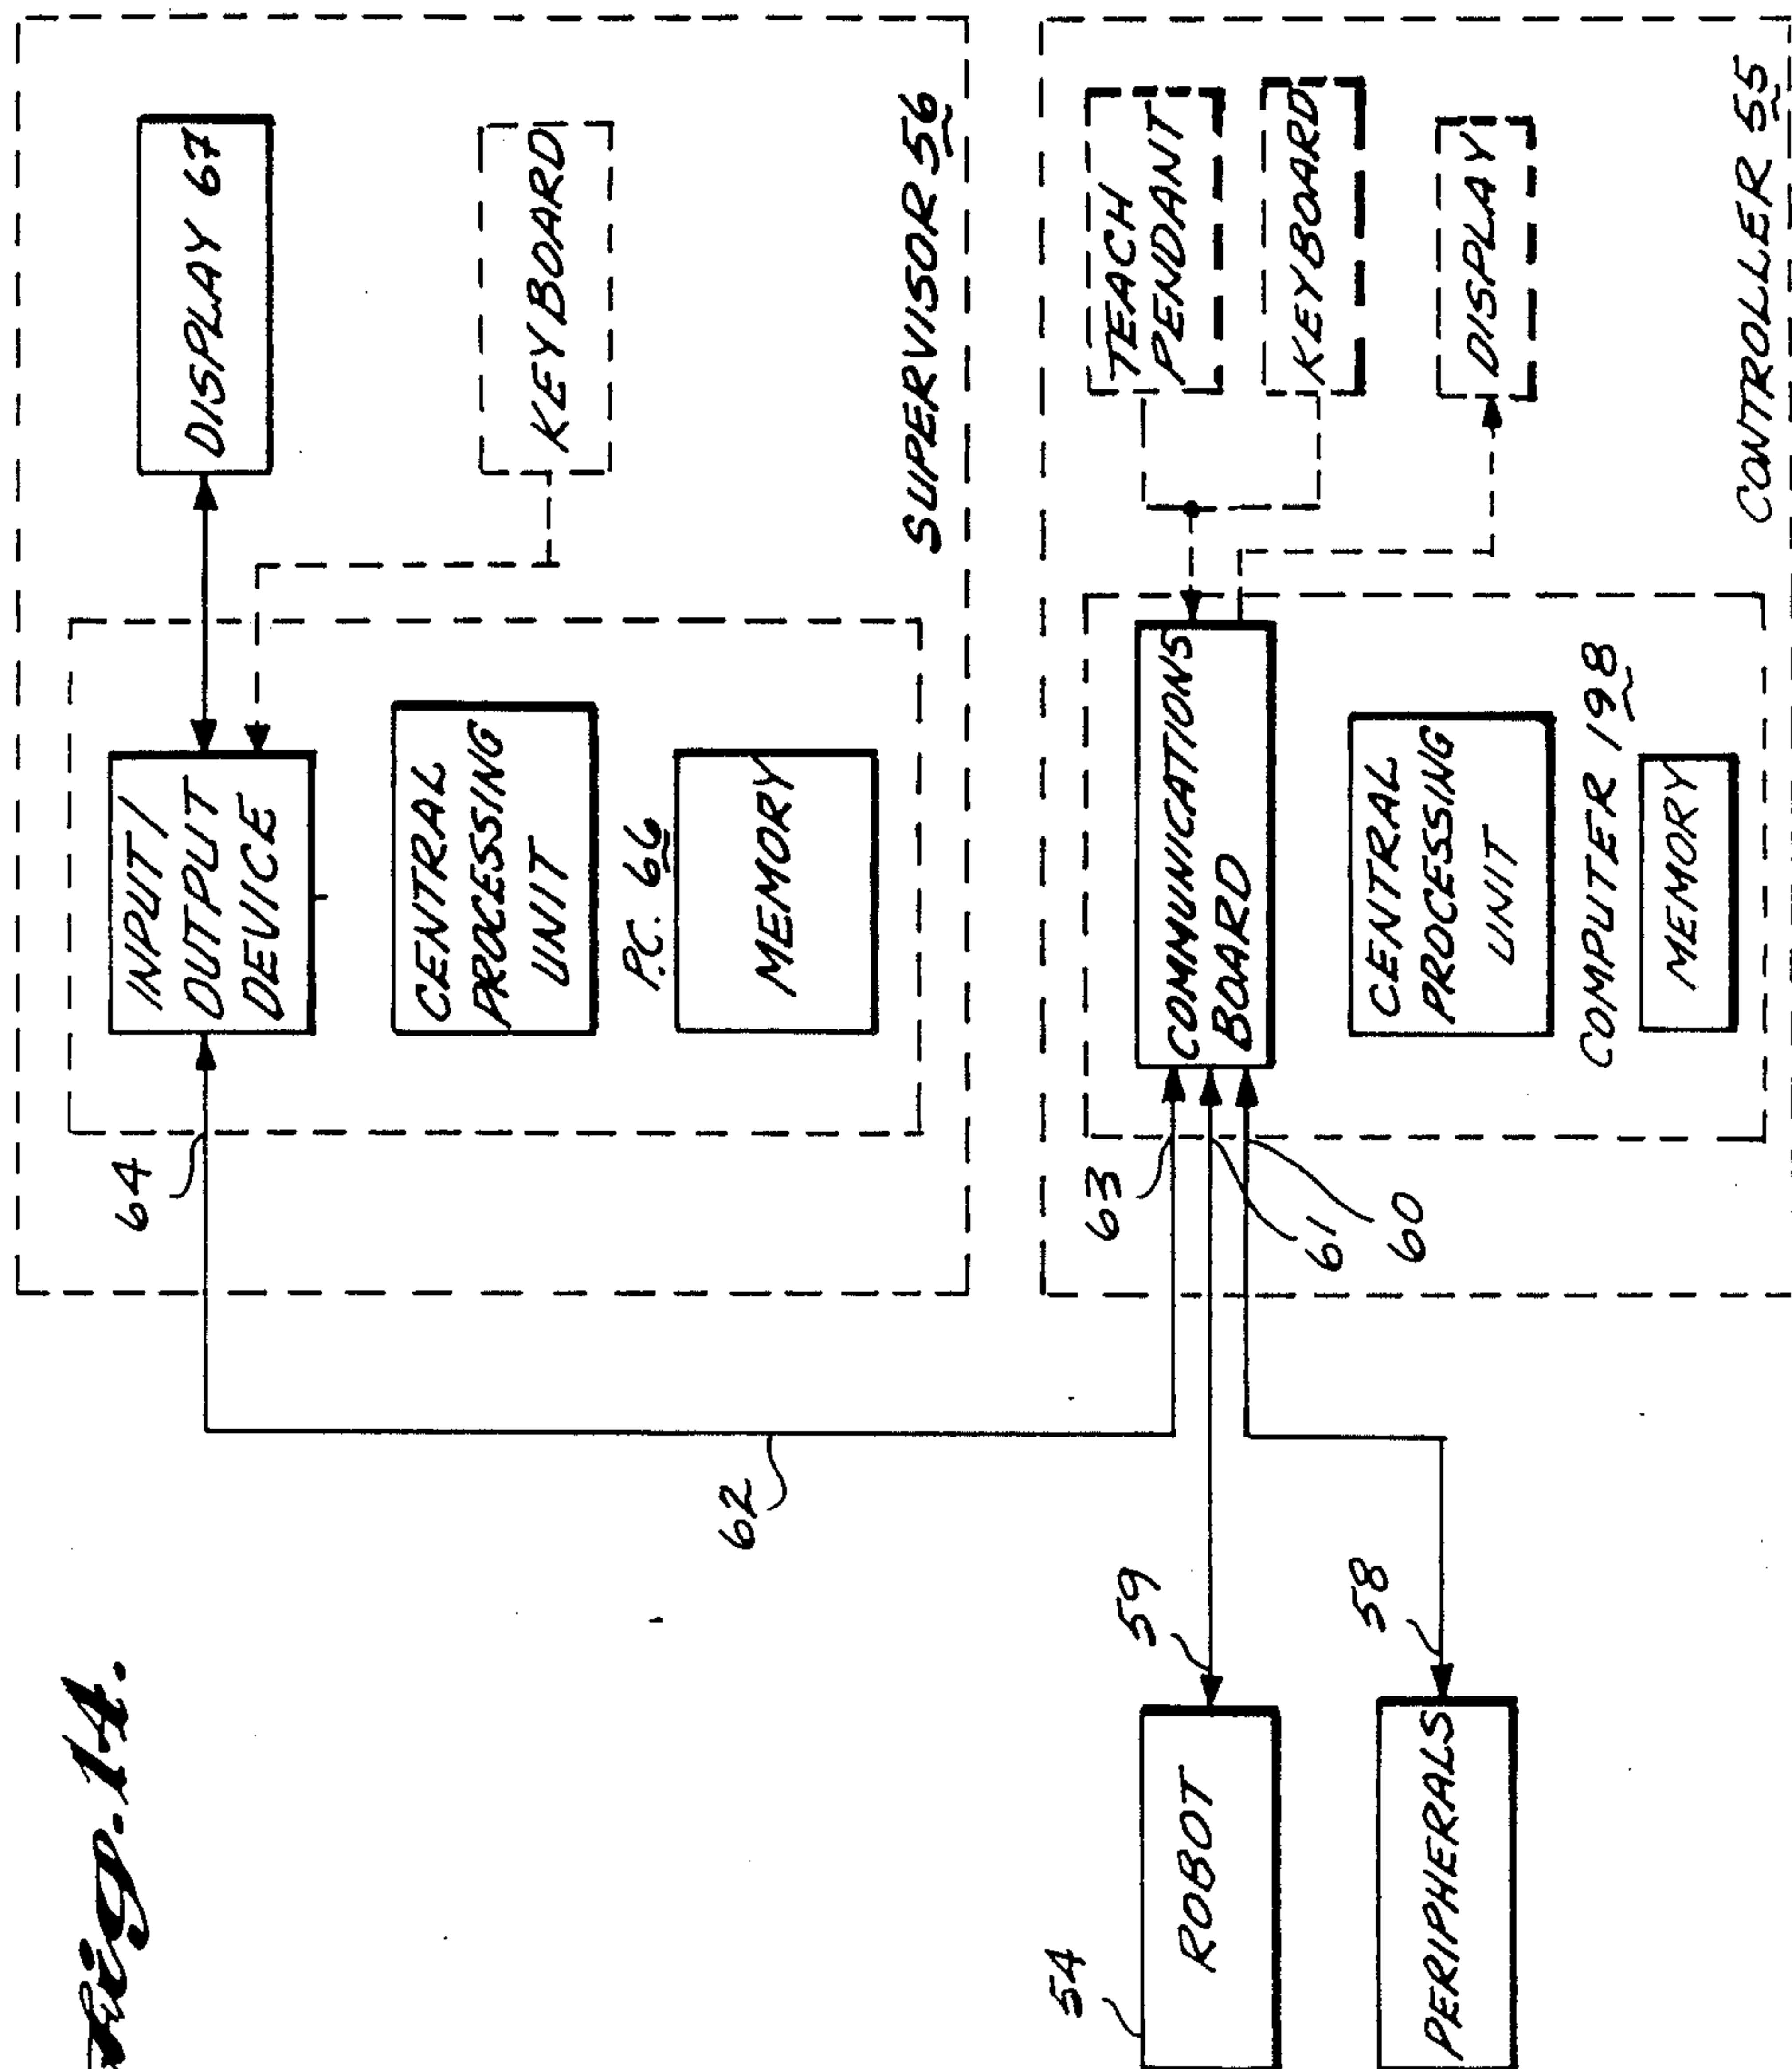 Fig. 14.
INPUT/
OUTPUT
DEVICE
DISPLAY 67
KEYBOARD
CENTRAL
PROCESSING
UNIT
P.C. 66
MEMORY
SUPERVISOR 56
64
62
63
61
60
59
58
54
ROBOT
PERIPHERALS
COMMUNICATIONS
BOARD
TEACH
PENDANT
KEYBOARD
DISPLAY
CENTRAL
PROCESSING
UNIT
COMPUTER 198
MEMORY
CONTROLLER 55